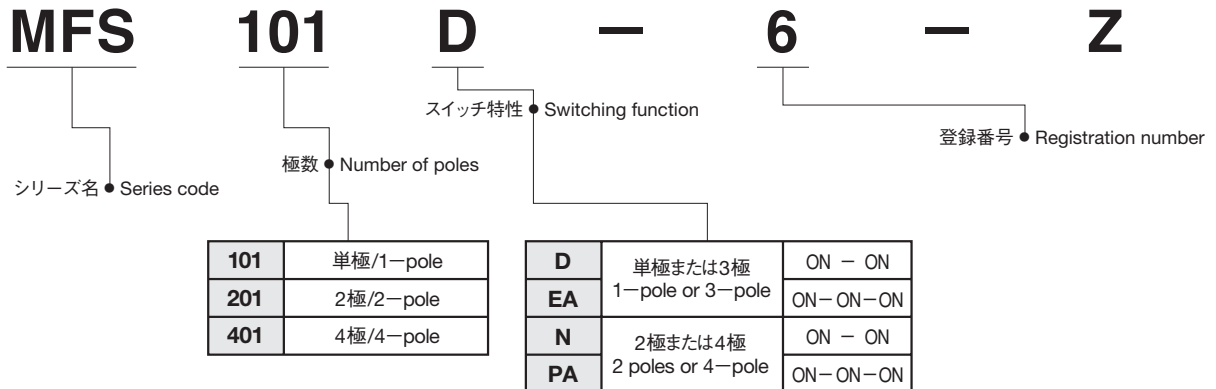 MFS 101 D － 6 － Z
スイッチ特性 ● Switching function
登録番号 ● Registration number
極数 ● Number of poles
シリーズ名 ● Series code
101 単極/1－pole
201 2極/2－pole
401 4極/4－pole
D 単極または3極 ON － ON
EA 1－pole or 3－pole ON－ON－ON
N 2極または4極 ON － ON
PA 2 poles or 4－pole ON－ON－ON